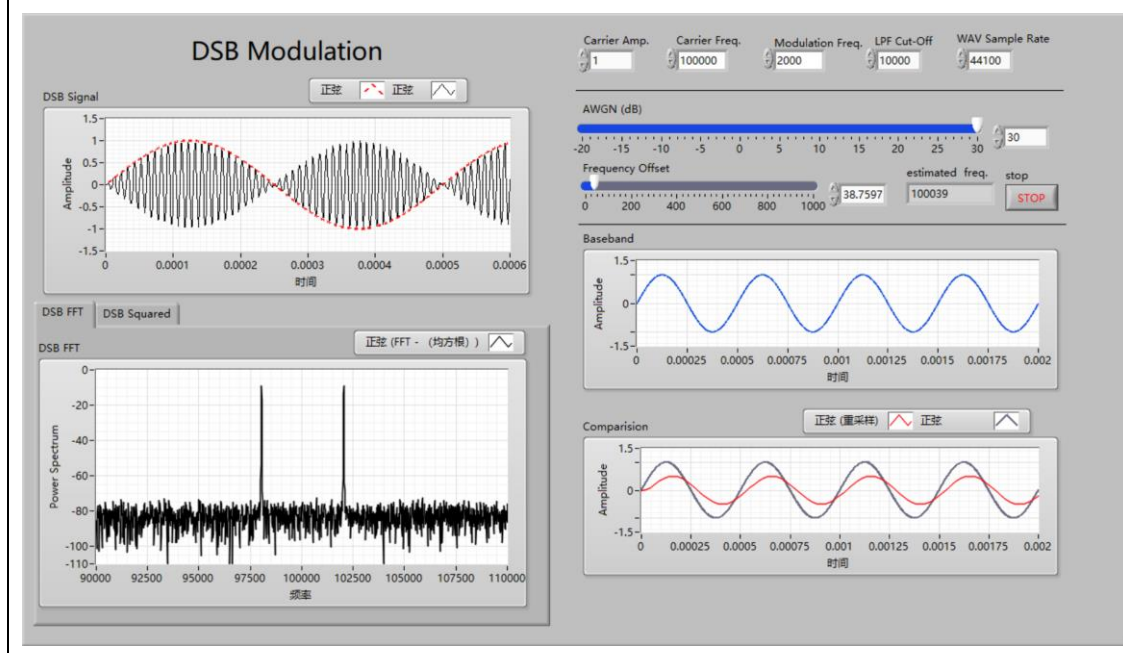 DSB Modulation
Carrier Amp. Carrier Freq. Modulation Freq. LPF Cut-Off WAV Sample Rate
1 100000 2000 10000 44100
DSB Signal 正弦 正弦
1.5
1
0.5
0
-0.5
-1
-1.5
Amplitude
0 0.0001 0.0002 0.0003 0.0004 0.0005 0.0006
时间
AWGN (dB)
-20 -15 -10 -5 0 5 10 15 20 25 30
30
Frequency Offset
0 200 400 600 800 1000
38.7597
estimated freq.
100039
stop
STOP
DSB FFT DSB Squared
DSB FFT 正弦 (FFT - （均方根）)
0
-20
-40
-60
-80
-100
-110
Power Spectrum
90000 92500 95000 97500 100000 102500 105000 107500 110000
频率
Baseband
1.5
0
-1.5
Amplitude
0 0.00025 0.0005 0.00075 0.001 0.00125 0.0015 0.00175 0.002
时间
Comparision 正弦 (重采样) 正弦
1.5
0
-1.5
Amplitude
0 0.00025 0.0005 0.00075 0.001 0.00125 0.0015 0.00175 0.002
时间